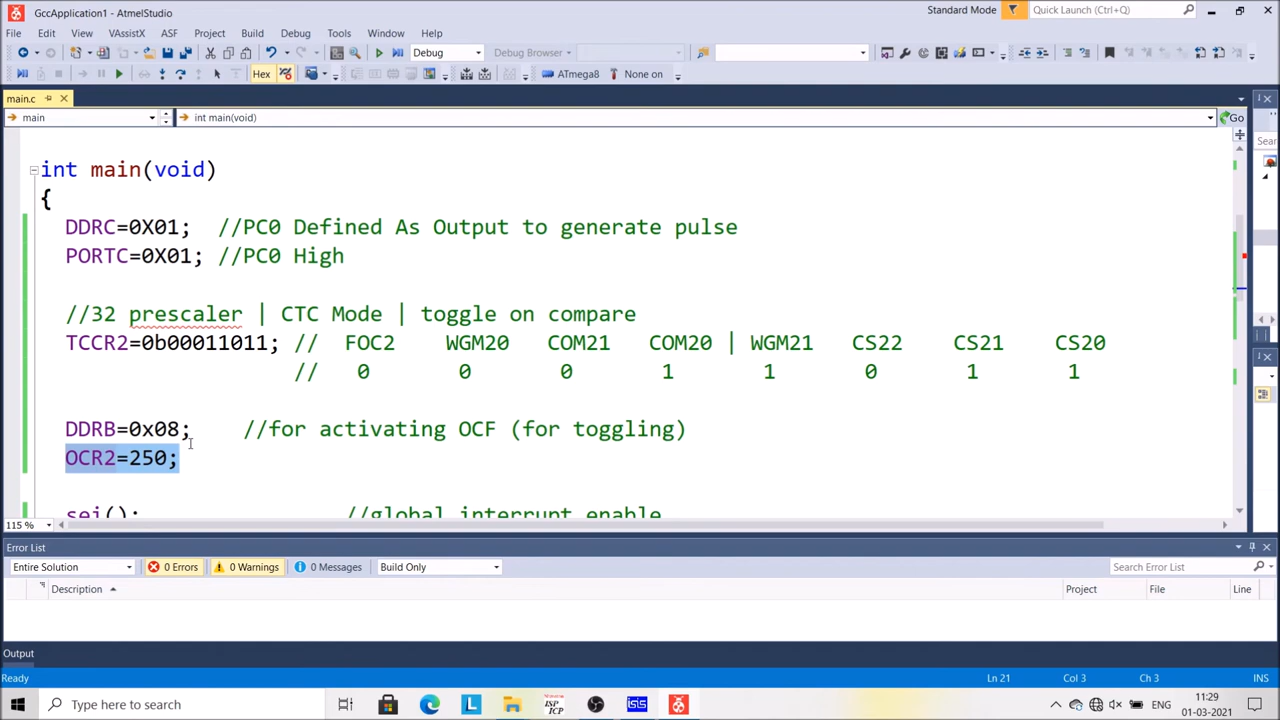 GccApplication1 - AtmelStudio
Standard Mode
Quick Launch (Ctrl+Q)
File Edit View VAssistX ASF Project Build Debug Tools Window Help
Debug
Debug Browser
Hex
ATmega8
None on
main.c
main
int main(void)
Go
Sear
int main(void)
{
DDRC=0X01; //PC0 Defined As Output to generate pulse
PORTC=0X01; //PC0 High
//32 prescaler | CTC Mode | toggle on compare
TCCR2=0b00011011; // FOC2 WGM20 COM21 COM20 | WGM21 CS22 CS21 CS20
// 0 0 0 1 1 0 1 1
DDRB=0x08; //for activating OCF (for toggling)
OCR2=250;
sei(); //global interrupt enable
115 %
Error List
Entire Solution
0 Errors
0 Warnings
0 Messages
Build Only
Search Error List
Description
Project
File
Line
Output
Ready
Ln 21
Col 3
Ch 3
INS
Type here to search
L
ISP
TCP
isis
ENG
11:29
01-03-2021